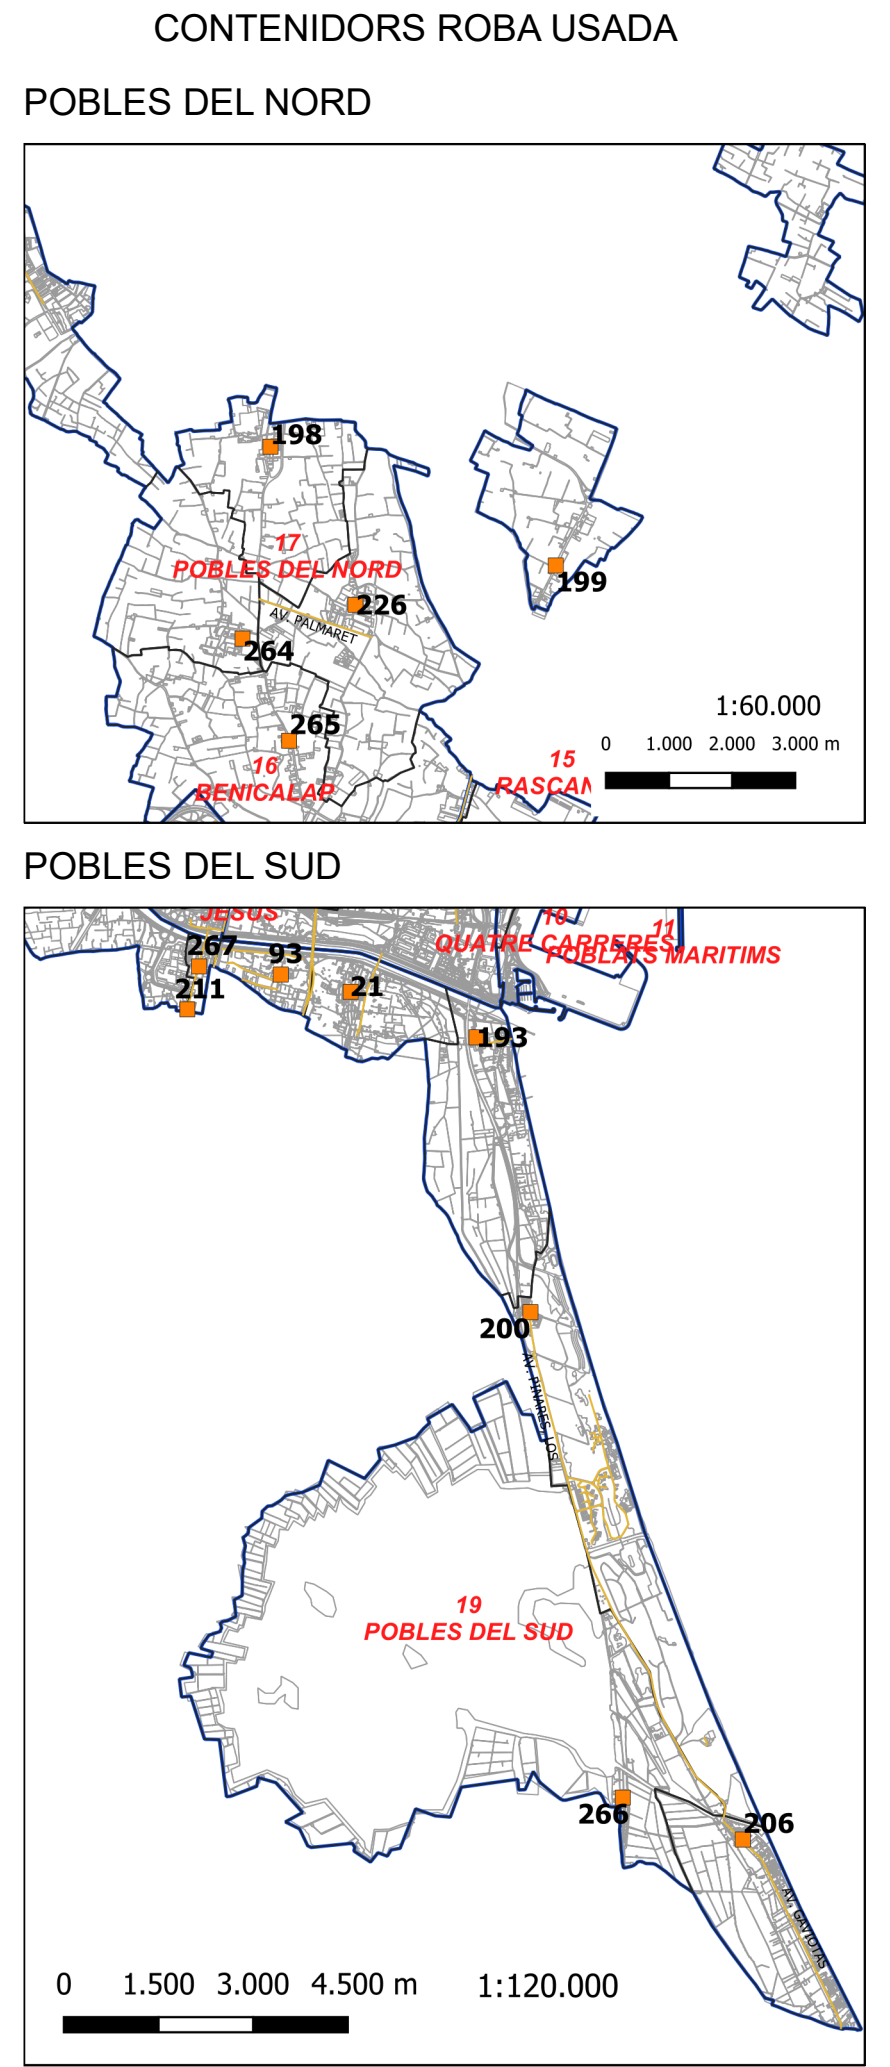 CONTENIDORS ROBA USADA
POBLES DEL NORD
198
17
POBLES DEL NORD
199
226
AV. PALMARET
264
265
1:60.000
0 1.000 2.000 3.000 m
16
BENICALAP
15
RASCAN
POBLES DEL SUD
JESUS
10
QUATRE CARRERES
11
POBLATS MARITIMS
267
93
211
21
193
200
AV. PINARES, LOS
19
POBLES DEL SUD
266
206
AV. GAVIOTAS
0 1.500 3.000 4.500 m
1:120.000